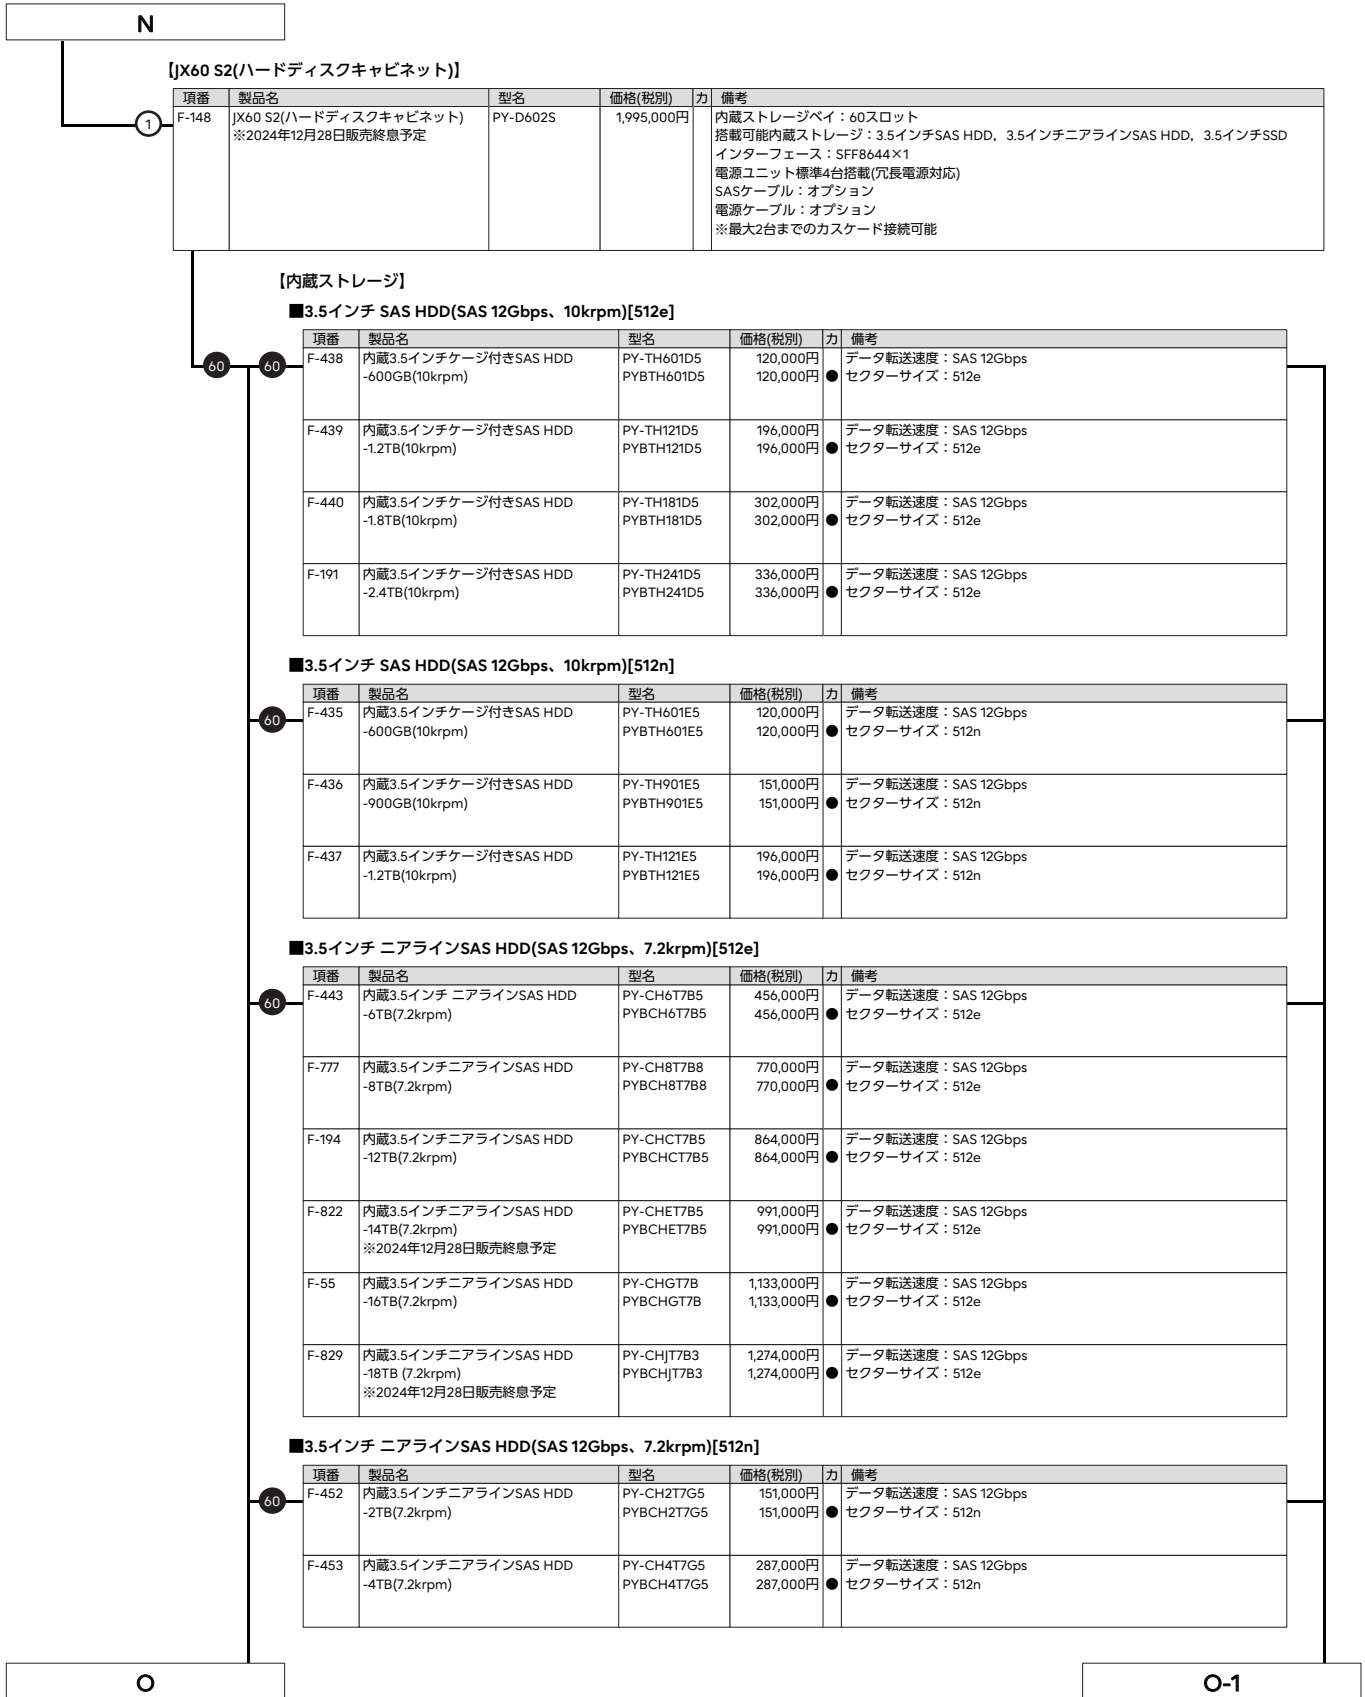 N
【JX60 S2(ハードディスクキャビネット)】
項番 製品名 型名 価格(税別) カ 備考
F-148 JX60 S2(ハードディスクキャビネット) PY-D602S 1,995,000円 内蔵ストレージベイ：60スロット
※2024年12月28日販売終息予定 搭載可能内蔵ストレージ：3.5インチSAS HDD，3.5インチニアラインSAS HDD，3.5インチSSD
1
インターフェース：SFF8644×1
電源ユニット標準4台搭載(冗長電源対応)
SASケーブル：オプション
電源ケーブル：オプション
※最大2台までのカスケード接続可能
【内蔵ストレージ】
■3.5インチ SAS HDD(SAS 12Gbps、10krpm)[512e]
項番 製品名 型名 価格(税別) カ 備考
60 60
F-438 内蔵3.5インチケージ付きSAS HDD PY-TH601D5 120,000円 データ転送速度：SAS 12Gbps
-600GB(10krpm) PYBTH601D5 120,000円 ● セクターサイズ：512e
F-439 内蔵3.5インチケージ付きSAS HDD PY-TH121D5 196,000円 データ転送速度：SAS 12Gbps
-1.2TB(10krpm) PYBTH121D5 196,000円 ● セクターサイズ：512e
F-440 内蔵3.5インチケージ付きSAS HDD PY-TH181D5 302,000円 データ転送速度：SAS 12Gbps
-1.8TB(10krpm) PYBTH181D5 302,000円 ● セクターサイズ：512e
F-191 内蔵3.5インチケージ付きSAS HDD PY-TH241D5 336,000円 データ転送速度：SAS 12Gbps
-2.4TB(10krpm) PYBTH241D5 336,000円 ● セクターサイズ：512e
■3.5インチ SAS HDD(SAS 12Gbps、10krpm)[512n]
項番 製品名 型名 価格(税別) カ 備考
60
F-435 内蔵3.5インチケージ付きSAS HDD PY-TH601E5 120,000円 データ転送速度：SAS 12Gbps
-600GB(10krpm) PYBTH601E5 120,000円 ● セクターサイズ：512n
F-436 内蔵3.5インチケージ付きSAS HDD PY-TH901E5 151,000円 データ転送速度：SAS 12Gbps
-900GB(10krpm) PYBTH901E5 151,000円 ● セクターサイズ：512n
F-437 内蔵3.5インチケージ付きSAS HDD PY-TH121E5 196,000円 データ転送速度：SAS 12Gbps
-1.2TB(10krpm) PYBTH121E5 196,000円 ● セクターサイズ：512n
■3.5インチ ニアラインSAS HDD(SAS 12Gbps、7.2krpm)[512e]
項番 製品名 型名 価格(税別) カ 備考
60
F-443 内蔵3.5インチ ニアラインSAS HDD PY-CH6T7B5 456,000円 データ転送速度：SAS 12Gbps
-6TB(7.2krpm) PYBCH6T7B5 456,000円 ● セクターサイズ：512e
F-777 内蔵3.5インチニアラインSAS HDD PY-CH8T7B8 770,000円 データ転送速度：SAS 12Gbps
-8TB(7.2krpm) PYBCH8T7B8 770,000円 ● セクターサイズ：512e
F-194 内蔵3.5インチニアラインSAS HDD PY-CHCT7B5 864,000円 データ転送速度：SAS 12Gbps
-12TB(7.2krpm) PYBCHCT7B5 864,000円 ● セクターサイズ：512e
F-822 内蔵3.5インチニアラインSAS HDD PY-CHET7B5 991,000円 データ転送速度：SAS 12Gbps
-14TB(7.2krpm) PYBCHET7B5 991,000円 ● セクターサイズ：512e
※2024年12月28日販売終息予定
F-55 内蔵3.5インチニアラインSAS HDD PY-CHGT7B 1,133,000円 データ転送速度：SAS 12Gbps
-16TB(7.2krpm) PYBCHGT7B 1,133,000円 ● セクターサイズ：512e
F-829 内蔵3.5インチニアラインSAS HDD PY-CHJT7B3 1,274,000円 データ転送速度：SAS 12Gbps
-18TB (7.2krpm) PYBCHJT7B3 1,274,000円 ● セクターサイズ：512e
※2024年12月28日販売終息予定
■3.5インチ ニアラインSAS HDD(SAS 12Gbps、7.2krpm)[512n]
項番 製品名 型名 価格(税別) カ 備考
60
F-452 内蔵3.5インチニアラインSAS HDD PY-CH2T7G5 151,000円 データ転送速度：SAS 12Gbps
-2TB(7.2krpm) PYBCH2T7G5 151,000円 ● セクターサイズ：512n
F-453 内蔵3.5インチニアラインSAS HDD PY-CH4T7G5 287,000円 データ転送速度：SAS 12Gbps
-4TB(7.2krpm) PYBCH4T7G5 287,000円 ● セクターサイズ：512n
O O-1